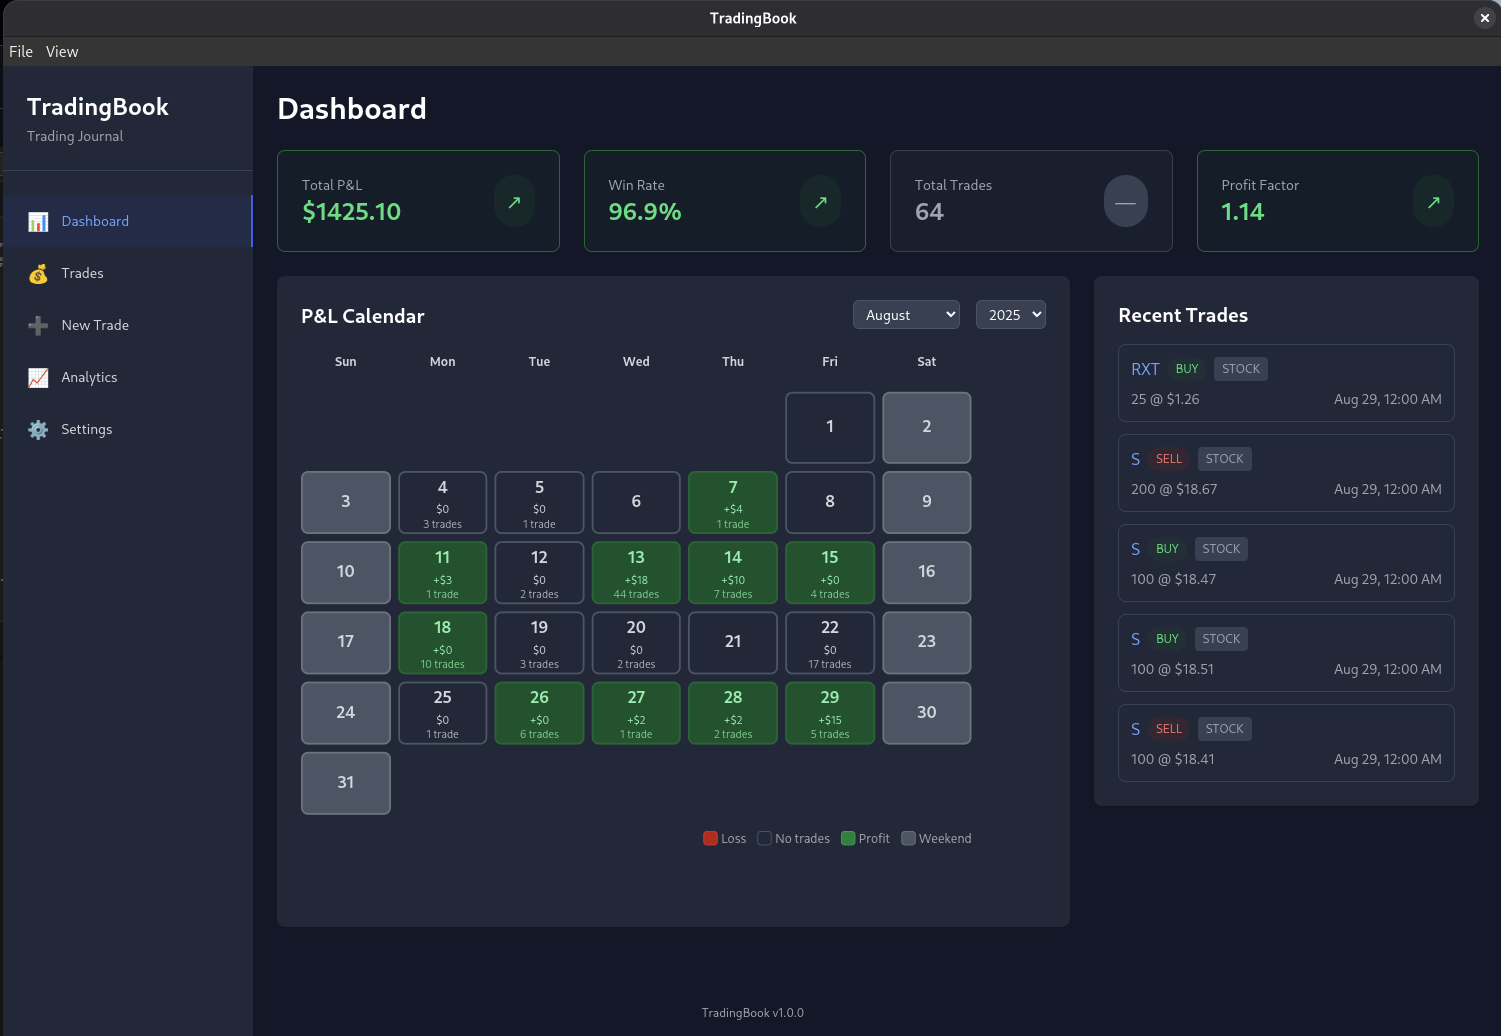 TradingBook
File View
TradingBook
Trading Journal
Dashboard
Trades
New Trade
Analytics
Settings
Dashboard
Total P&L
$1425.10
Win Rate
96.9%
Total Trades
64
Profit Factor
1.14
P&L Calendar
August 2025
Sun Mon Tue Wed Thu Fri Sat
1 2
3 4 5 6 7 8 9
$0 $0 +$4
3 trades 1 trade 1 trade
10 11 12 13 14 15 16
+$3 $0 +$18 +$10 +$0
1 trade 2 trades 44 trades 7 trades 4 trades
17 18 19 20 21 22 23
+$0 $0 $0 $0
10 trades 3 trades 2 trades 17 trades
24 25 26 27 28 29 30
$0 +$0 +$2 +$2 +$15
1 trade 6 trades 1 trade 2 trades 5 trades
31
Loss No trades Profit Weekend
Recent Trades
RXT BUY STOCK
25 @ $1.26 Aug 29, 12:00 AM
S SELL STOCK
200 @ $18.67 Aug 29, 12:00 AM
S BUY STOCK
100 @ $18.47 Aug 29, 12:00 AM
S BUY STOCK
100 @ $18.51 Aug 29, 12:00 AM
S SELL STOCK
100 @ $18.41 Aug 29, 12:00 AM
TradingBook v1.0.0